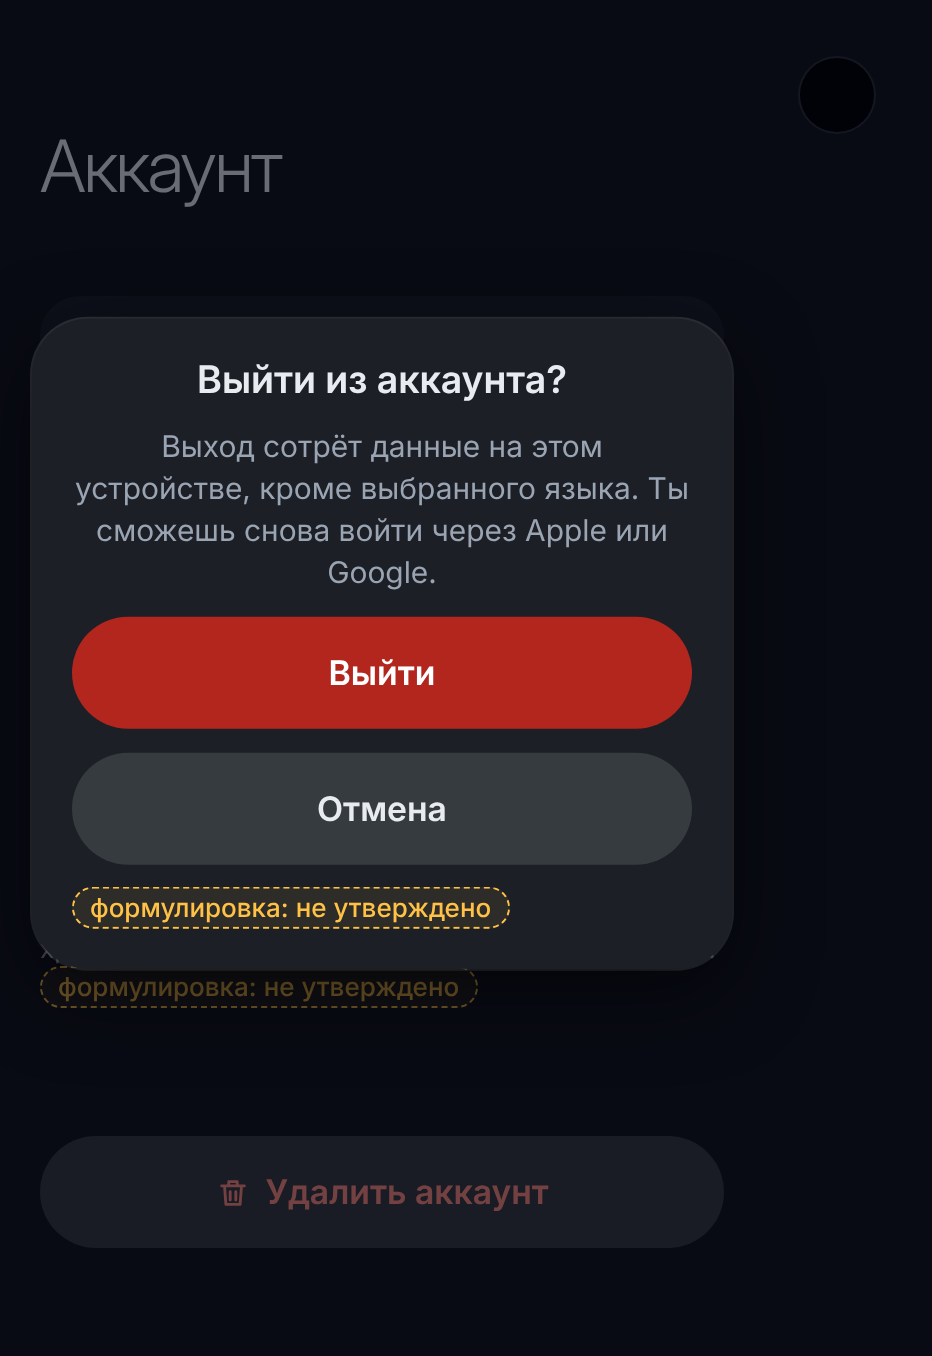 Аккаунт
Выйти из аккаунта?
Выход сотрёт данные на этом
устройстве, кроме выбранного языка. Ты
сможешь снова войти через Apple или
Google.
Выйти
Отмена
формулировка: не утверждено
формулировка: не утверждено
Удалить аккаунт